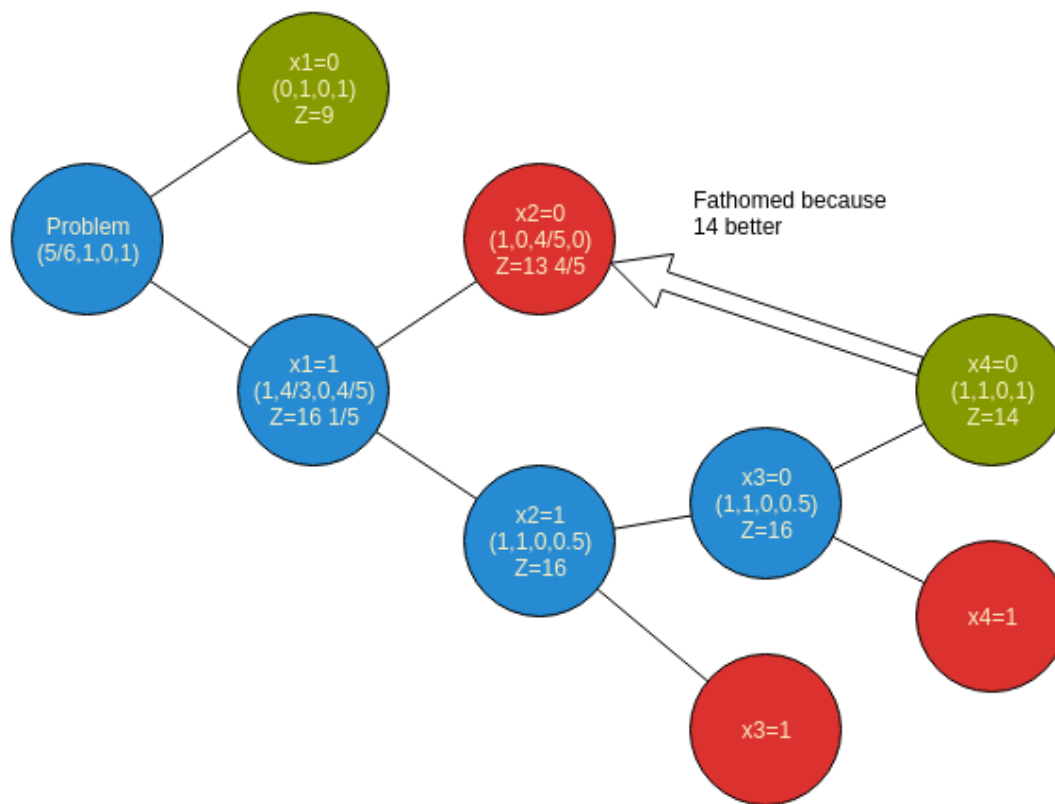 x1=0
(0,1,0,1)
Z=9
Problem
(5/6,1,0,1)
x2=0
(1,0,4/5,0)
Z=13 4/5
Fathomed because
14 better
x1=1
(1,4/3,0,4/5)
Z=16 1/5
x4=0
(1,1,0,1)
Z=14
x2=1
(1,1,0,0.5)
Z=16
x3=0
(1,1,0,0.5)
Z=16
x4=1
x3=1